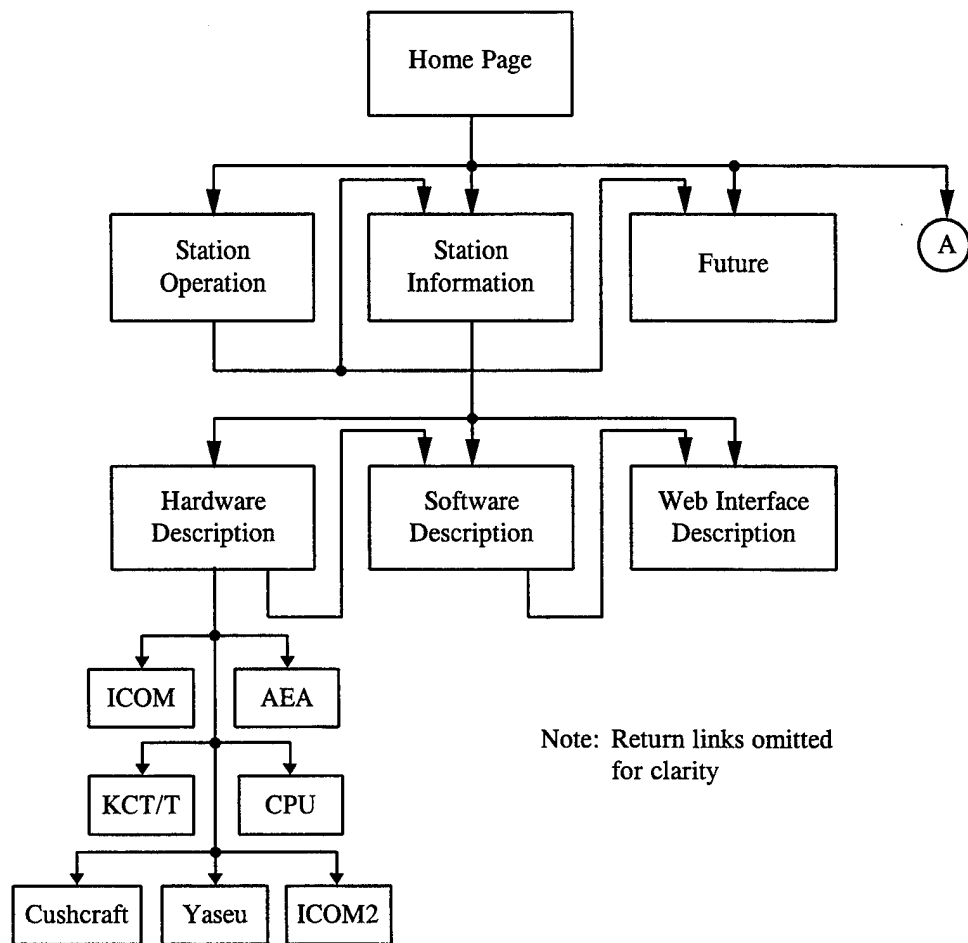 Home Page
Station
Operation
Station
Information
Future
A
Hardware
Description
Software
Description
Web Interface
Description
ICOM
AEA
Note: Return links omitted
for clarity
KCT/T
CPU
Cushcraft
Yaseu
ICOM2